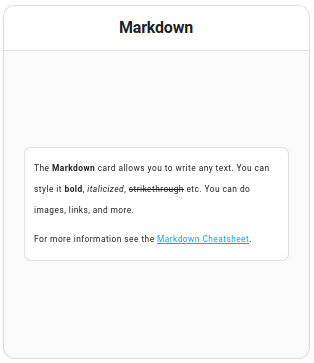 Markdown
The Markdown card allows you to write any text. You can
style it bold, italicized, strikethrough etc. You can do
images, links, and more.
For more information see the Markdown Cheatsheet.